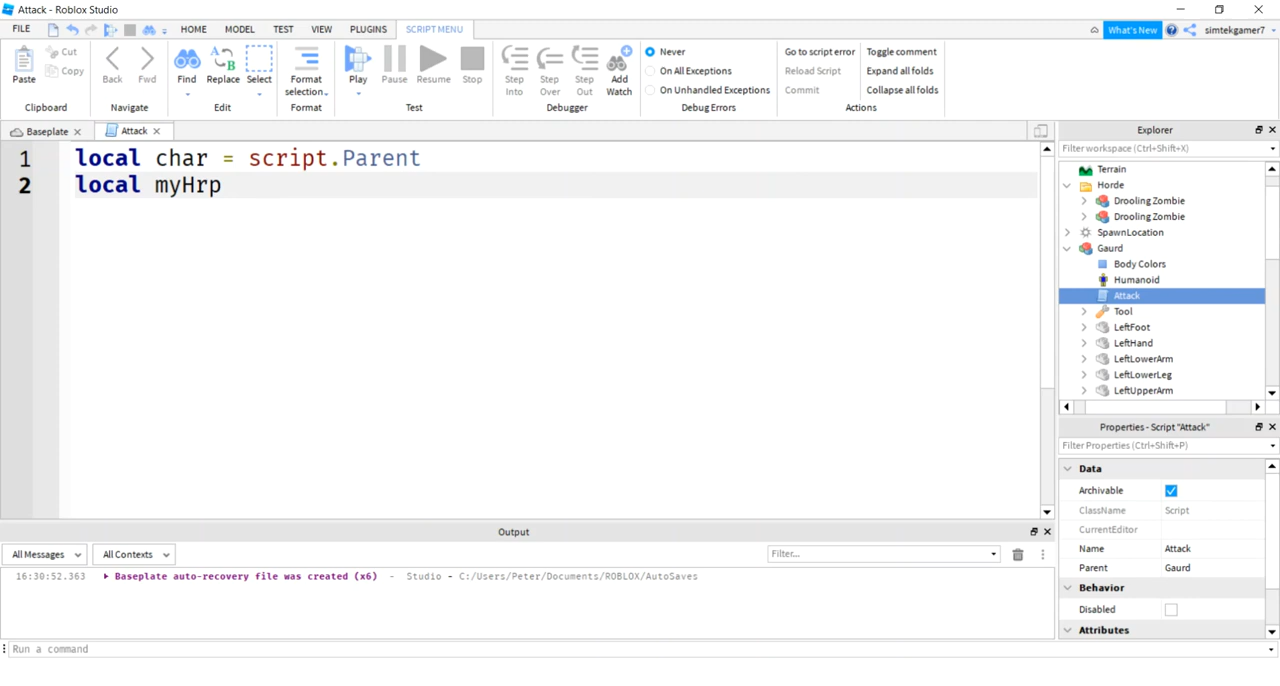 Attack - Roblox Studio
FILE HOME MODEL TEST VIEW PLUGINS SCRIPT MENU What's New simtekgamer7
Paste Cut Copy Clipboard
Back Fwd Navigate
Find Replace Select Edit
Format selection Format
Play Pause Resume Stop Test
Step Into Step Over Step Out Add Watch Debugger
Never
On All Exceptions
On Unhandled Exceptions
Debug Errors
Go to script error
Reload Script
Commit
Toggle comment
Expand all folds
Collapse all folds
Actions
Baseplate Attack
1 local char = script.Parent
2 local myHrp
Explorer
Filter workspace (Ctrl+Shift+X)
Terrain
Horde
Drooling Zombie
Drooling Zombie
SpawnLocation
Gaurd
Body Colors
Humanoid
Attack
Tool
LeftFoot
LeftHand
LeftLowerArm
LeftLowerLeg
LeftUpperArm
Properties - Script "Attack"
Filter Properties (Ctrl+Shift+P)
Data
Archivable
ClassName Script
CurrentEditor
Name Attack
Parent Gaurd
Behavior
Disabled
Attributes
Output
All Messages All Contexts Filter...
16:30:52.363 Baseplate auto-recovery file was created (x6) - Studio - C:/Users/Peter/Documents/ROBLOX/AutoSaves
Run a command